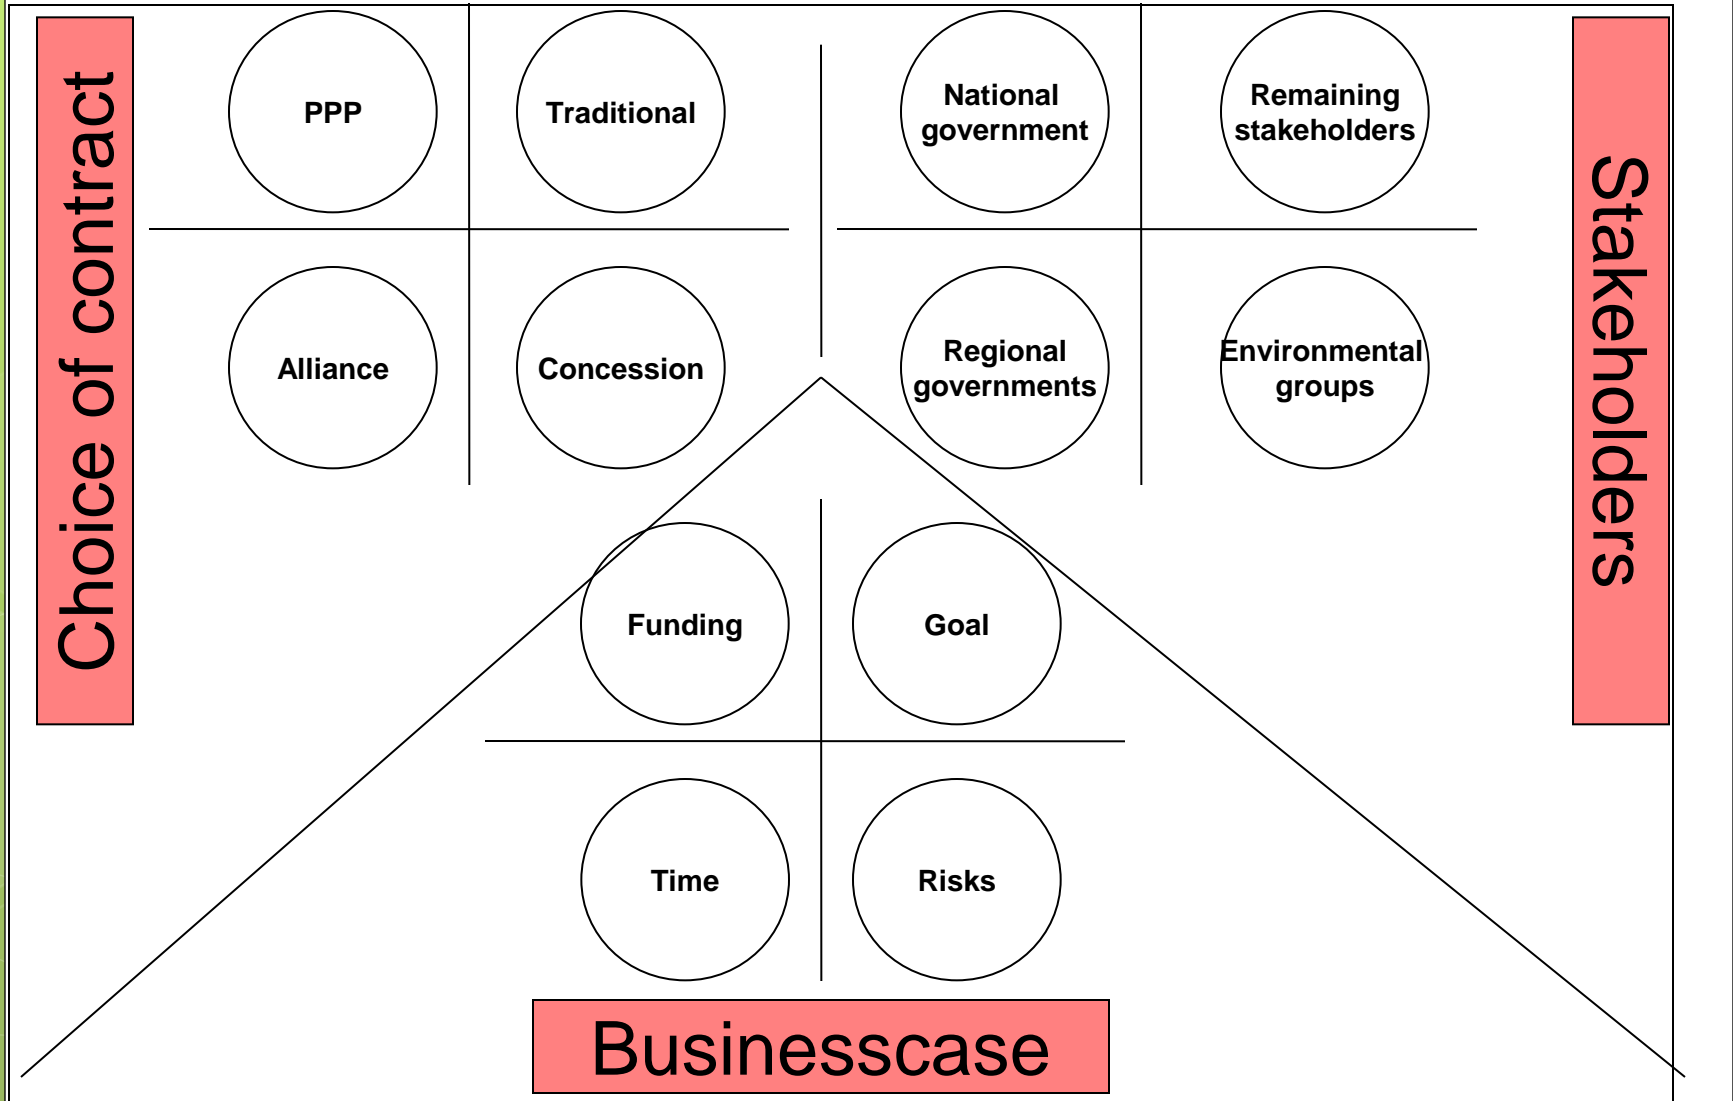 Choice of contract
PPP
Traditional
Alliance
Concession
National
government
Remaining
stakeholders
Regional
governments
Environmental
groups
Stakeholders
Funding
Goal
Time
Risks
Businesscase